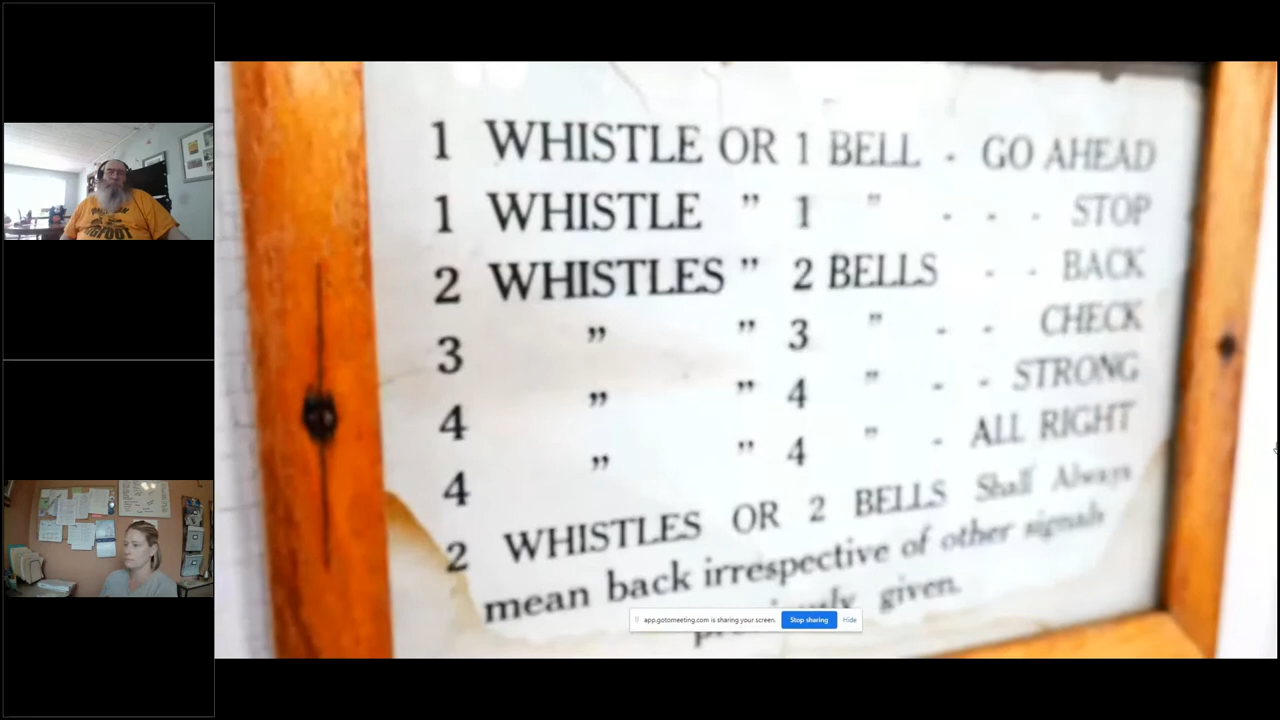 1 WHISTLE OR 1 BELL - GO AHEAD
1 WHISTLE " 1 " - - - STOP
2 WHISTLES " 2 BELLS - - BACK
3 " " 3 " - - CHECK
4 " " 4 " - - STRONG
4 " " 4 " - ALL RIGHT
2 WHISTLES OR 2 BELLS Shall Always
mean back irrespective of other signals
given.
app.gotomeeting.com is sharing your screen. Stop sharing Hide
BIGFOOT